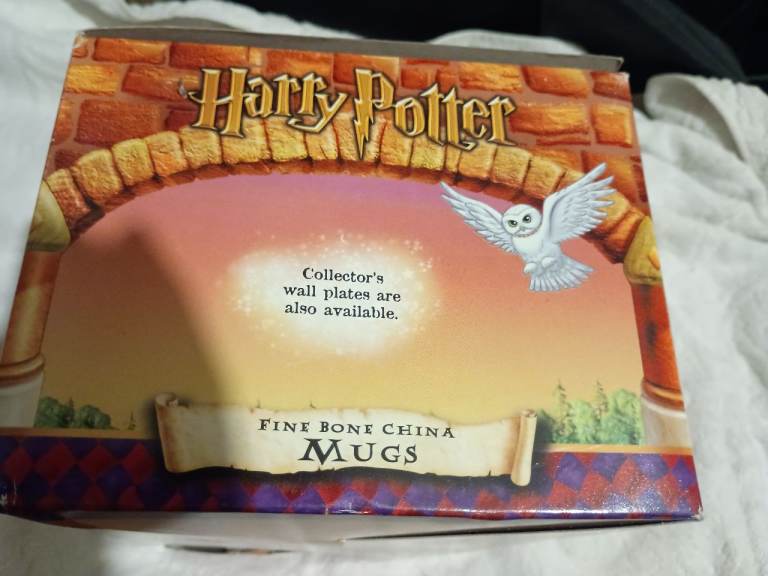 Harry Potter
Collector's
wall plates are
also available.
FINE BONE CHINA
MUGS